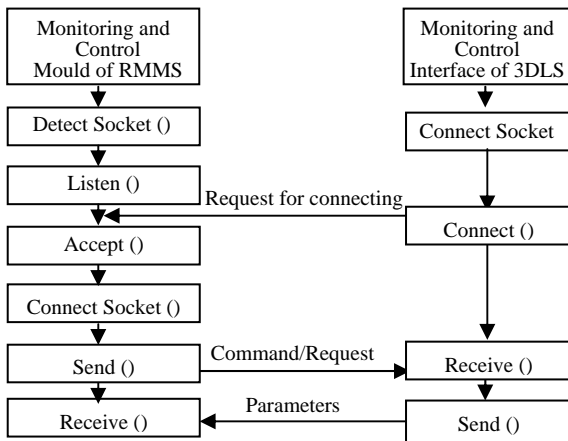 Monitoring and
Control
Mould of RMMS
Monitoring and
Control
Interface of 3DLS
Detect Socket ()
Connect Socket
Listen ()
Request for connecting
Accept ()
Connect ()
Connect Socket ()
Send ()
Command/Request
Receive ()
Receive ()
Parameters
Send ()